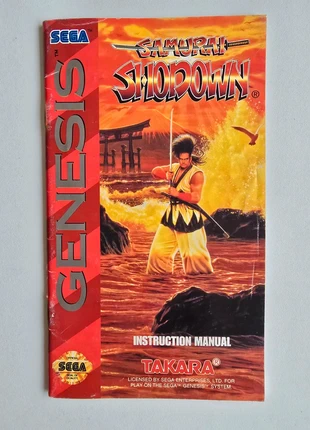 SEGA
GENESIS
SAMURAI
SHODOWN®
INSTRUCTION MANUAL
TAKARA®
LICENSED BY SEGA ENTERPRISES, LTD. FOR
PLAY ON THE SEGA™ GENESIS™ SYSTEM.
SEGA